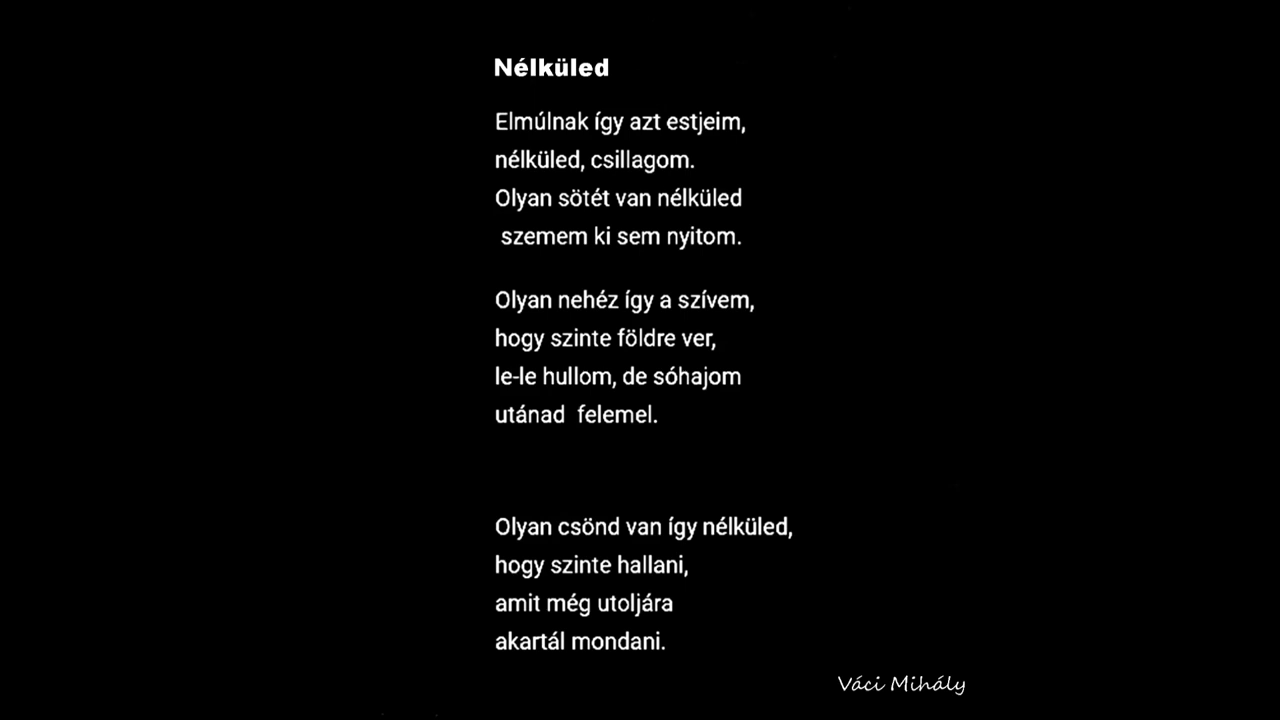 Nélküled
Elmúlnak így azt estjeim,
nélküled, csillagom.
Olyan sötét van nélküled
szemem ki sem nyitom.
Olyan nehéz így a szívem,
hogy szinte földre ver,
le-le hullom, de sóhajom
utánad felemel.
Olyan csönd van így nélküled,
hogy szinte hallani,
amit még utoljára
akartál mondani.
Váci Mihály